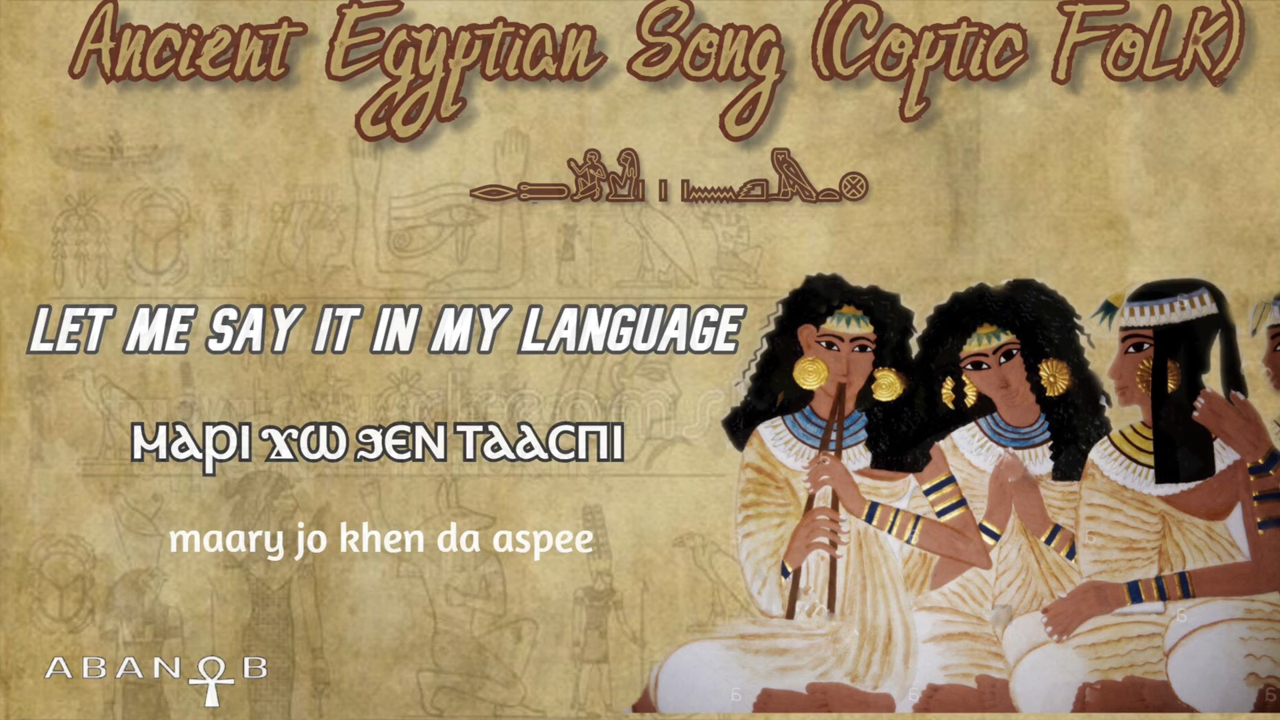 Ancient Egyptian Song (Coptic Folk)
LET ME SAY IT IN MY LANGUAGE
ⲙⲁⲣⲓ ϫⲱ ϧⲉⲛ ⲧⲁⲁⲥⲡⲓ
maary jo khen da aspee
ABANOB